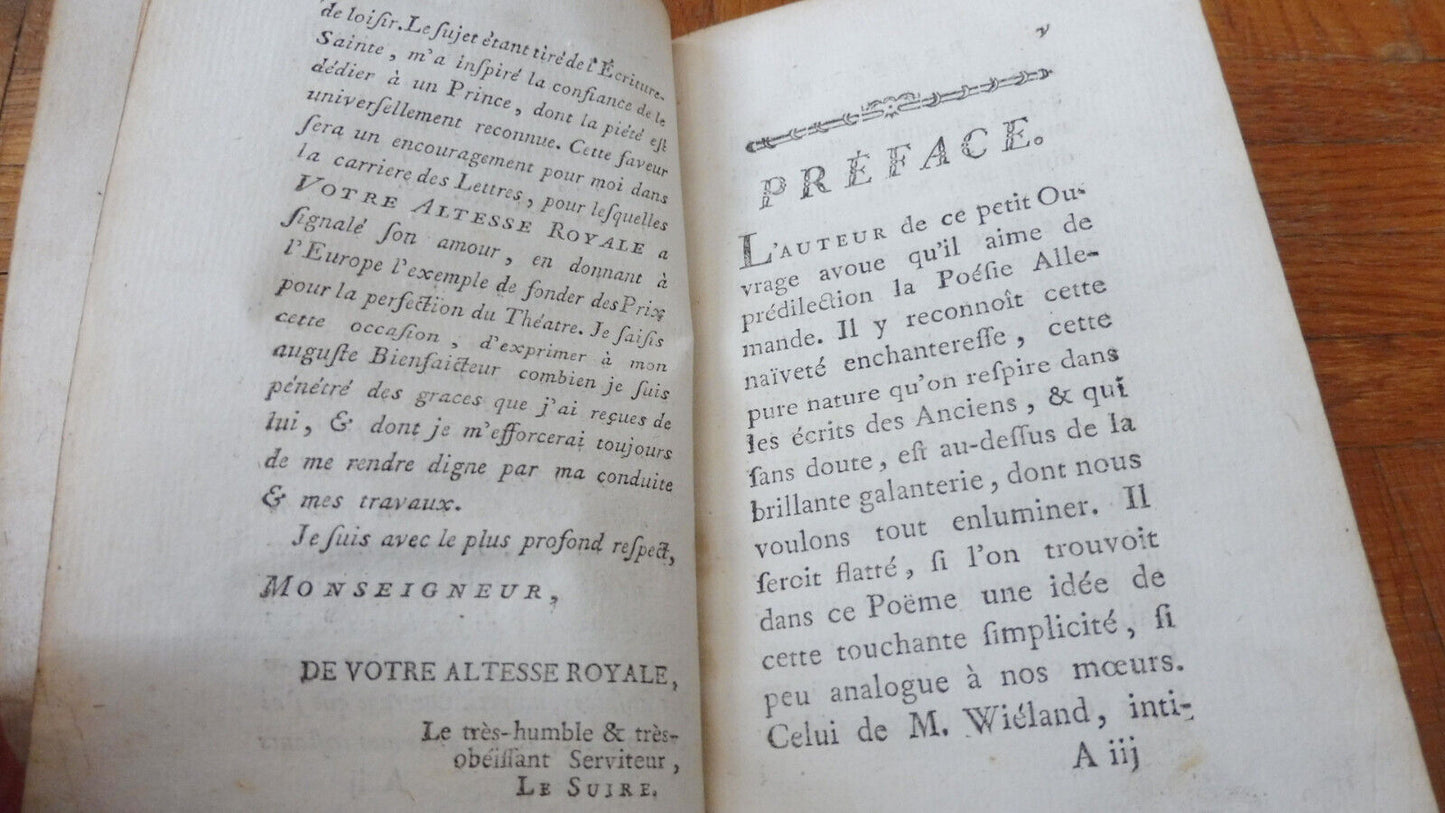 de loiſir. Le ſujet étant tiré de l'Écriture-
Sainte, m'a inſpiré la confiance de le
dédier à un Prince, dont la piété eſt
univerſellement reconnue. Cette faveur
ſera un encouragement pour moi dans
la carriere des Lettres, pour leſquelles
VOTRE ALTESSE ROYALE a
ſignalé ſon amour, en donnant à
l'Europe l'exemple de fonder des Prix
pour la perfection du Théatre. Je ſaiſis
cette occaſion, d'exprimer à mon
auguſte Bienfaicteur combien je ſuis
pénétré des graces que j'ai reçues de
lui, & dont je m'efforcerai toujours
de me rendre digne par ma conduite
& mes travaux.
Je ſuis avec le plus profond reſpect,
MONSEIGNEUR,
DE VOTRE ALTESSE ROYALE,
Le très-humble & très-
obéiſſant Serviteur,
LE SUIRE.
v
PRÉFACE.
L'AUTEUR de ce petit Ou-
vrage avoue qu'il aime de
prédilection la Poéſie Alle-
mande. Il y reconnoît cette
naïveté enchantereſſe, cette
pure nature qu'on reſpire dans
les écrits des Anciens, & qui
ſans doute, eſt au-deſſus de la
brillante galanterie, dont nous
voulons tout enluminer. Il
ſeroit flatté, ſi l'on trouvoit
dans ce Poëme une idée de
cette touchante ſimplicité, ſi
peu analogue à nos mœurs.
Celui de M. Wiéland, inti-
A iij